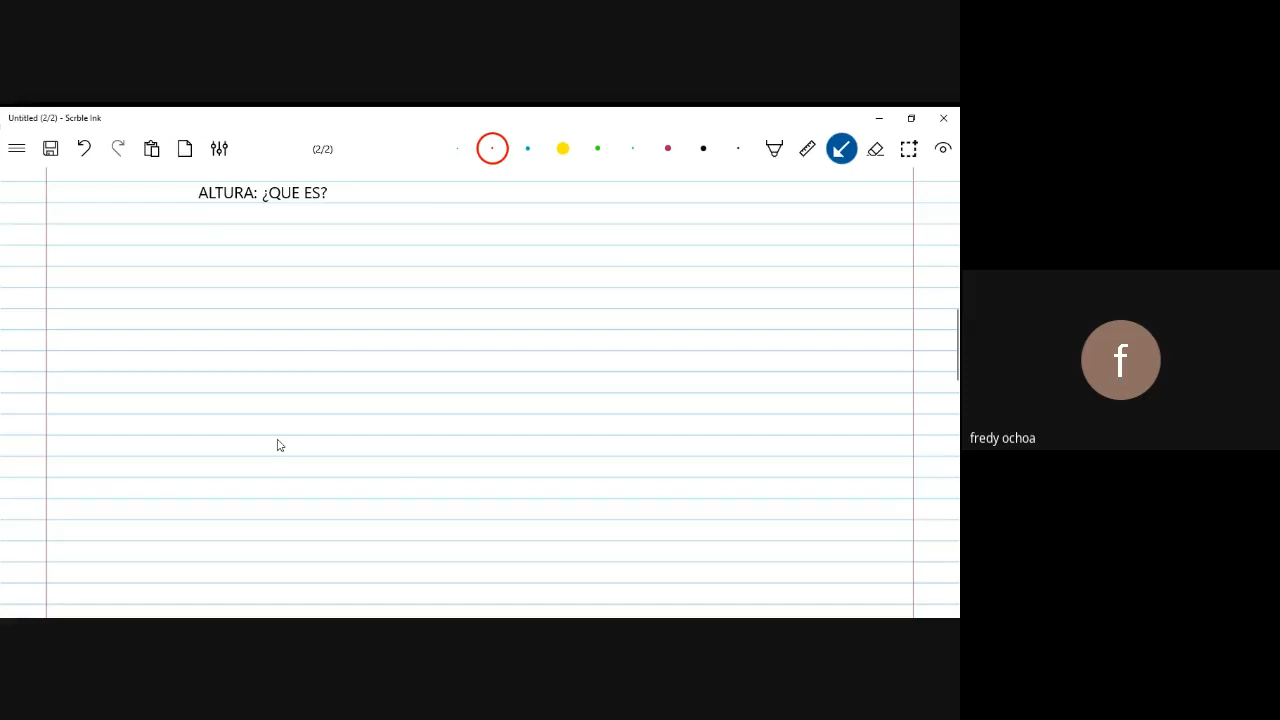 Untitled (2/2) - Scrble Ink
(2/2)
ALTURA: ¿QUE ES?
f
fredy ochoa